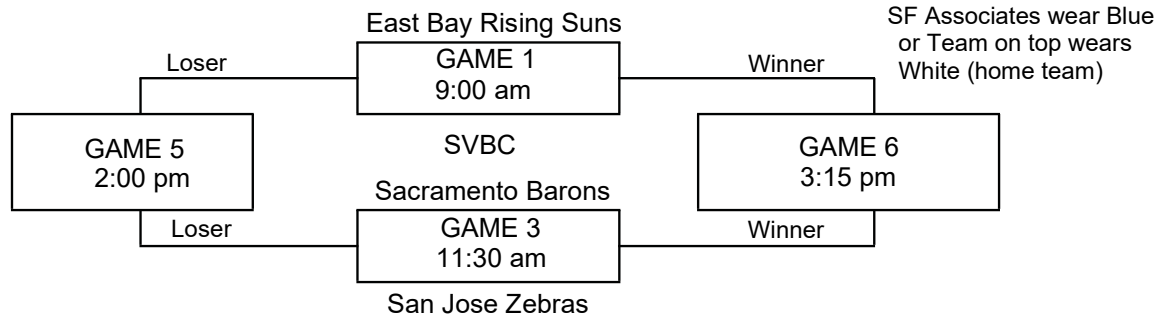 East Bay Rising Suns
SF Associates wear Blue
or Team on top wears
White (home team)
Loser
GAME 1
9:00 am
Winner
GAME 5
2:00 pm
SVBC
GAME 6
3:15 pm
Sacramento Barons
Loser
GAME 3
11:30 am
Winner
San Jose Zebras